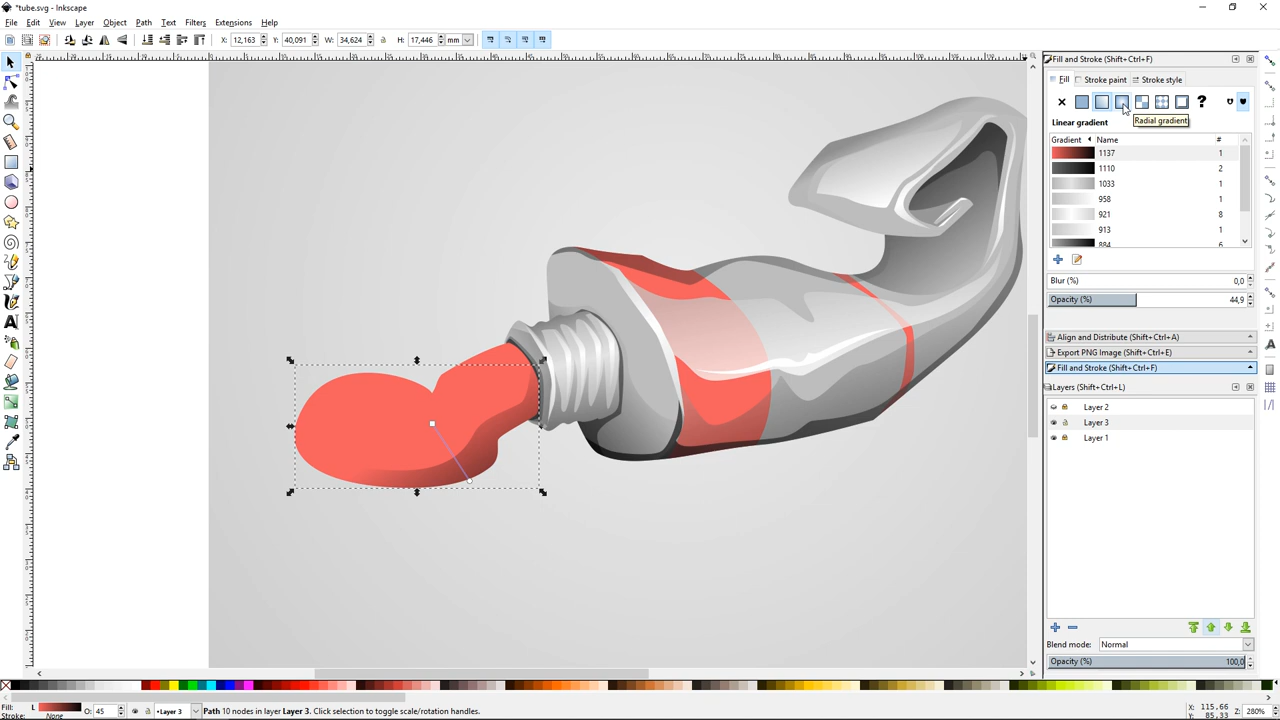 *tube.svg - Inkscape
File Edit View Layer Object Path Text Filters Extensions Help
X: 12,163 Y: 40,091 W: 34,624 H: 17,446 mm
Fill and Stroke (Shift+Ctrl+F)
Fill Stroke paint Stroke style
?
Linear gradient
Radial gradient
Gradient Name #
1137 1
1110 2
1033 1
958 1
921 8
913 1
884 6
Blur (%) 0,0
Opacity (%) 44,9
Align and Distribute (Shift+Ctrl+A)
Export PNG Image (Shift+Ctrl+E)
Fill and Stroke (Shift+Ctrl+F)
Layers (Shift+Ctrl+L)
Layer 2
Layer 3
Layer 1
Blend mode: Normal
Opacity (%) 100,0
Fill: L O: 45 •Layer 3 Path 10 nodes in layer Layer 3. Click selection to toggle scale/rotation handles.
Stroke: None
X: 115,66
Y: 85,33
Z: 280%